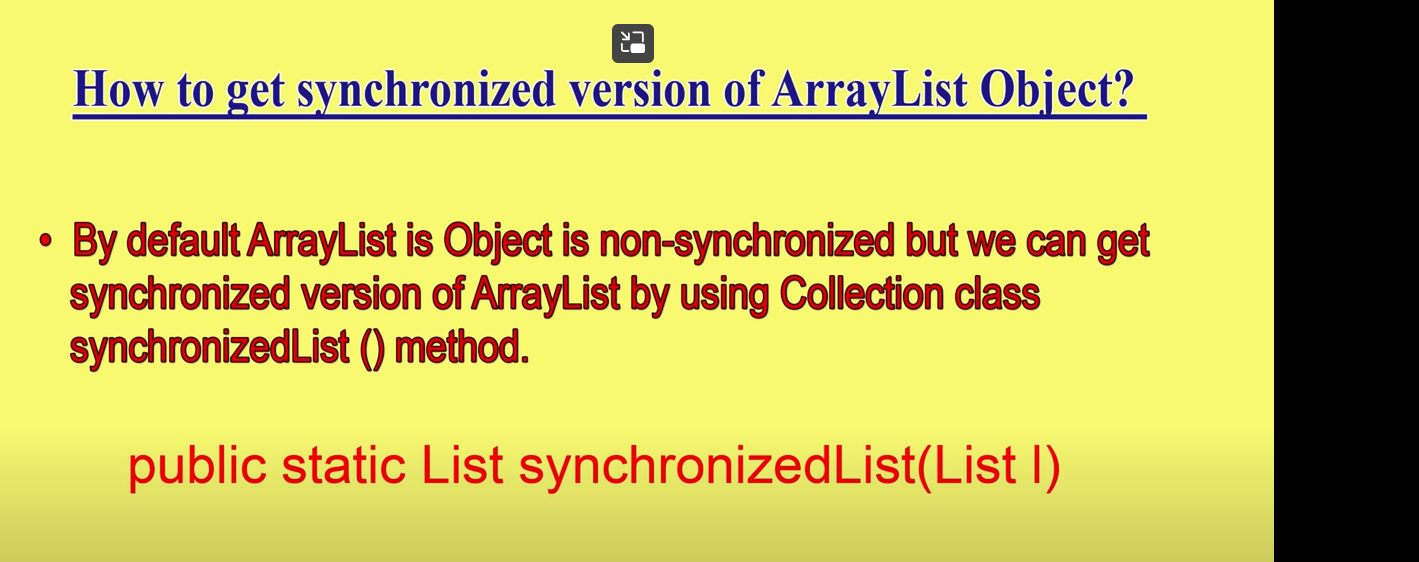 How to get synchronized version of ArrayList Object?
• By default ArrayList is Object is non-synchronized but we can get
synchronized version of ArrayList by using Collection class
synchronizedList () method.
public static List synchronizedList(List l)